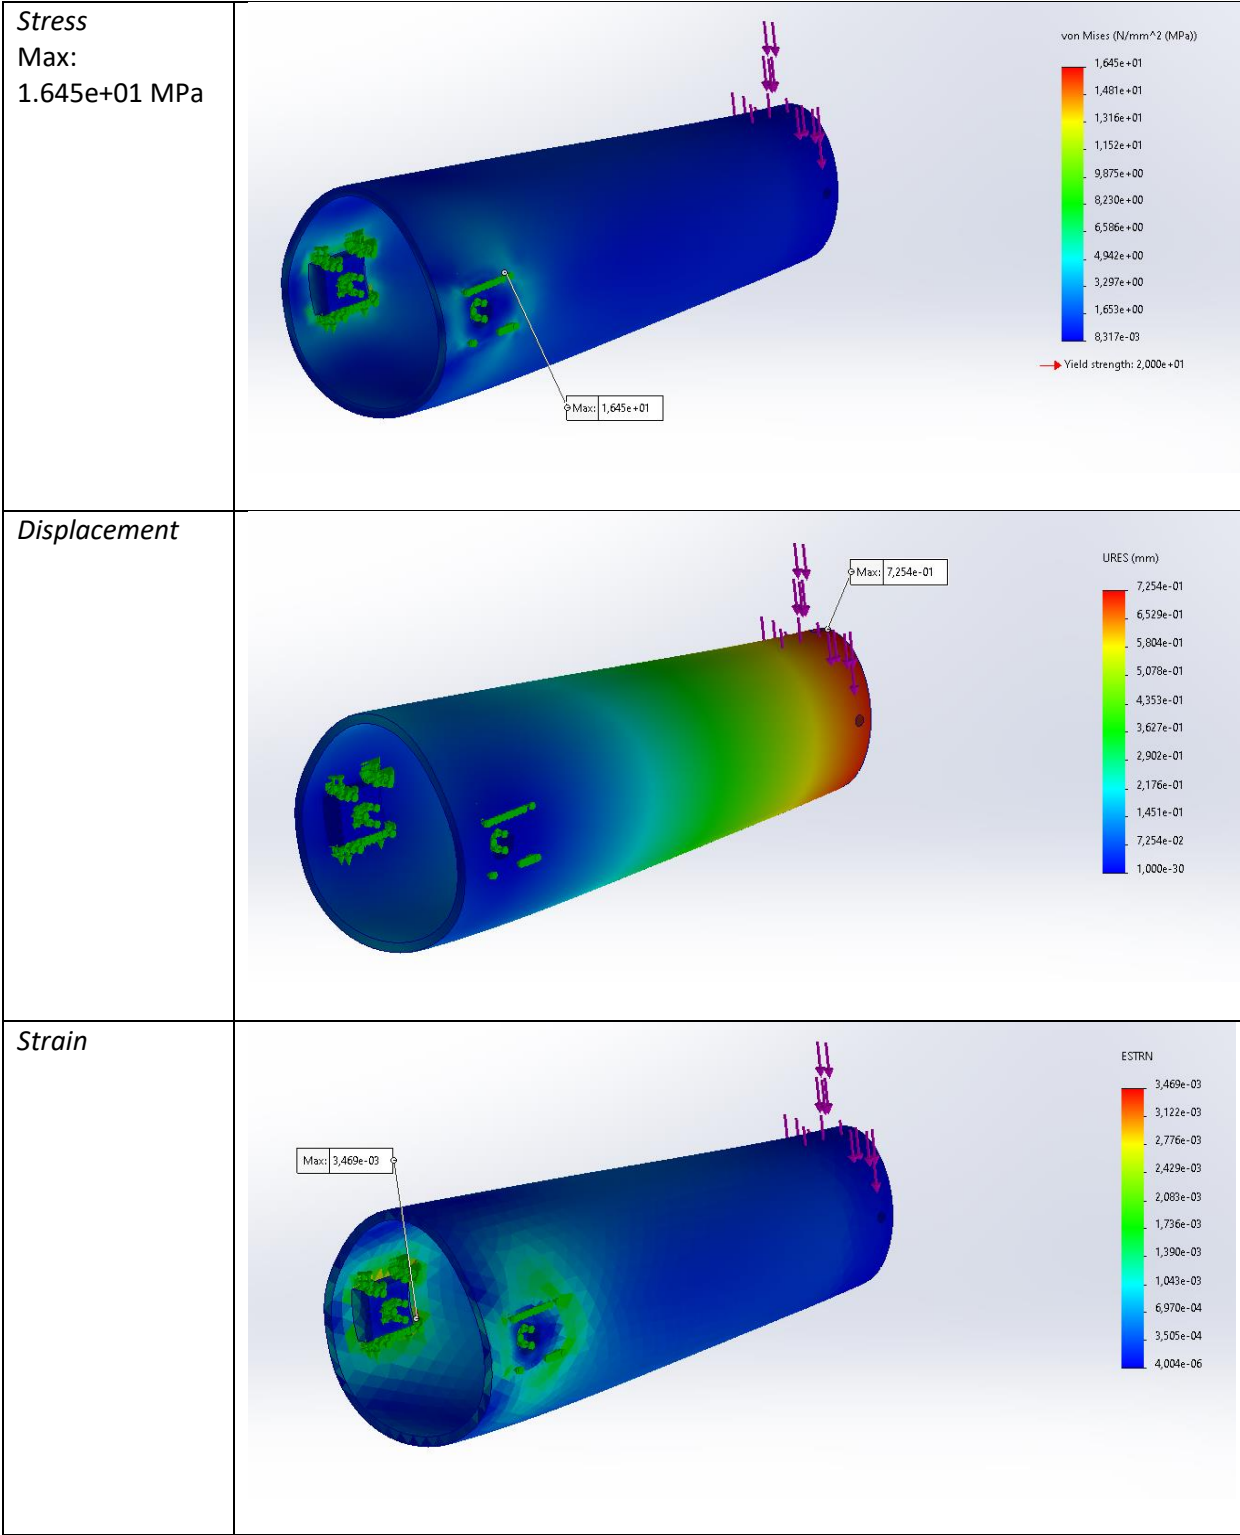 Stress
Max:
1.645e+01 MPa
von Mises (N/mm^2 (MPa))
1,645e+01
1,481e+01
1,316e+01
1,152e+01
9,875e+00
8,230e+00
6,586e+00
4,942e+00
3,297e+00
1,653e+00
8,317e-03
Yield strength: 2,000e+01
Max: 1,645e+01
Displacement
Max: 7,254e-01
URES (mm)
7,254e-01
6,529e-01
5,804e-01
5,078e-01
4,353e-01
3,627e-01
2,902e-01
2,176e-01
1,451e-01
7,254e-02
1,000e-30
Strain
Max: 3,469e-03
ESTRN
3,469e-03
3,122e-03
2,776e-03
2,429e-03
2,083e-03
1,736e-03
1,390e-03
1,043e-03
6,970e-04
3,505e-04
4,004e-06